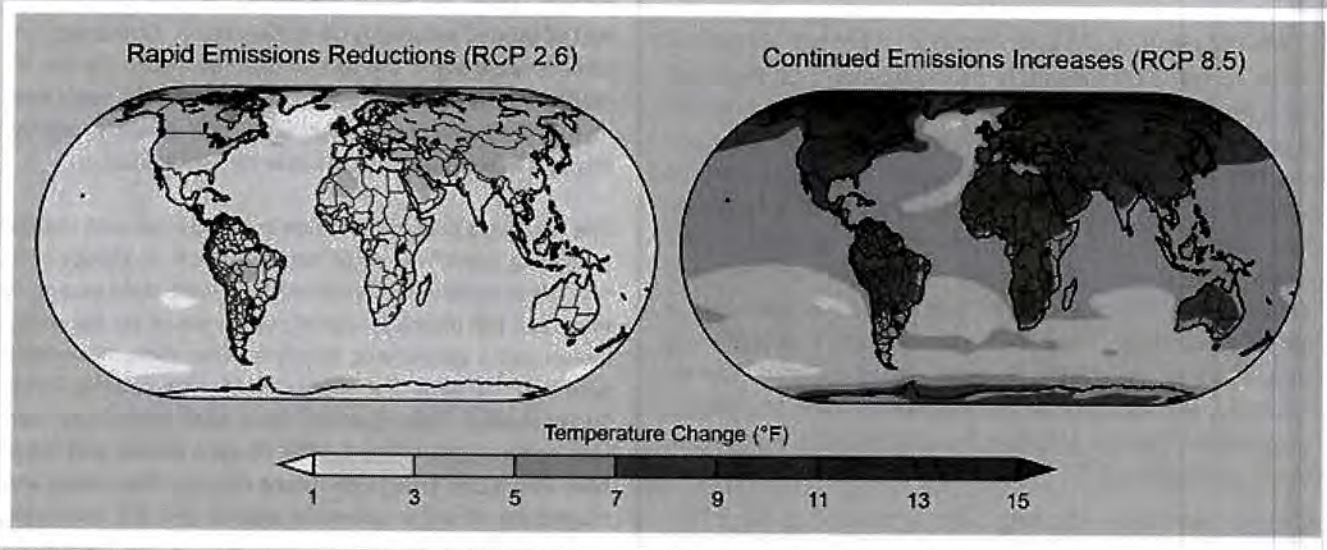 Rapid Emissions Reductions (RCP 2.6)
Continued Emissions Increases (RCP 8.5)
Temperature Change (°F)
1 3 5 7 9 11 13 15